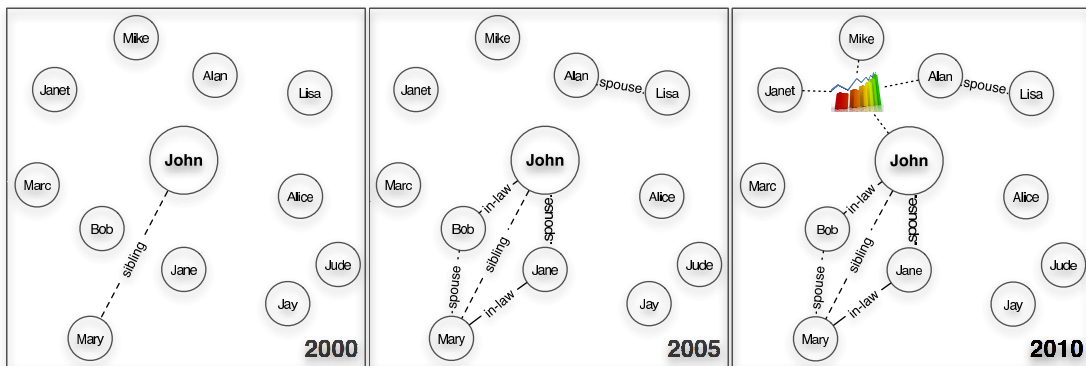 Mike
Alan
Janet
Lisa
John
Marc
Alice
Bob
sibling
Jane
Jude
Jay
Mary
2000
Mike
Alan
spouse
Janet
Lisa
John
Marc
in-law
Alice
spouse
Bob
sibling
Jane
Jude
spouse
in-law
Jay
Mary
2005
Mike
Alan
spouse
Janet
Lisa
John
Marc
in-law
Alice
spouse
Bob
sibling
Jane
Jude
spouse
in-law
Jay
Mary
2010